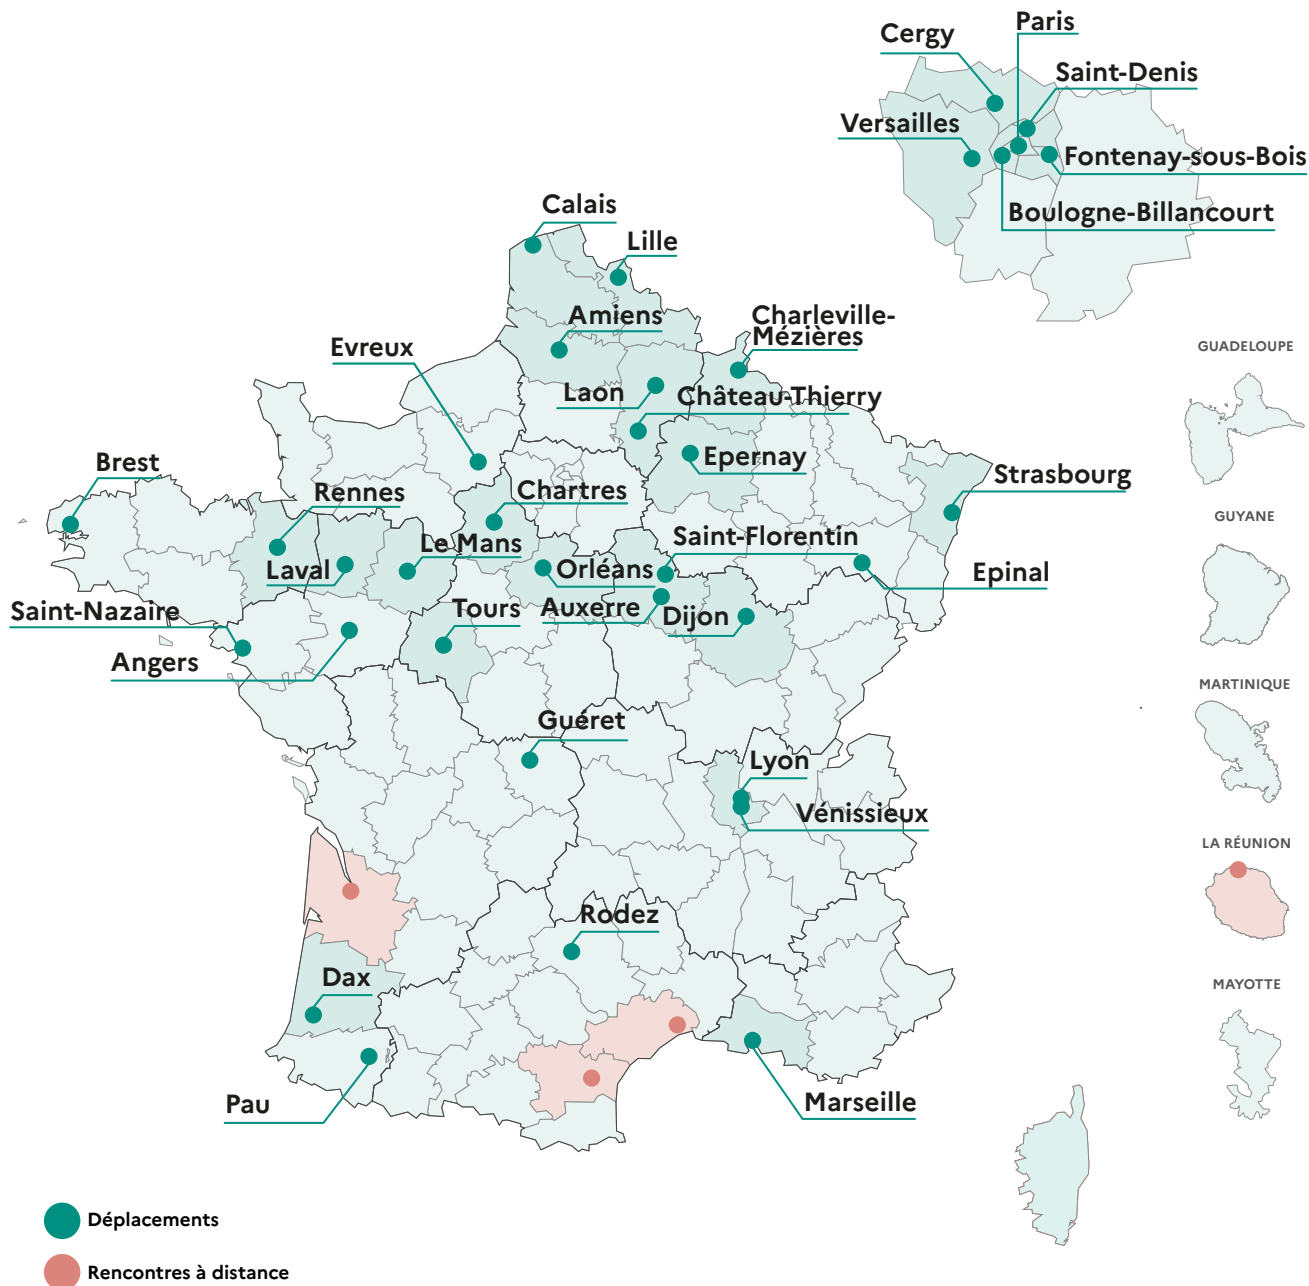 Paris
Cergy
Saint-Denis
Versailles
Fontenay-sous-Bois
Boulogne-Billancourt
Calais
Lille
Amiens
Charleville-
Mézières
Evreux
Laon
Château-Thierry
Epernay
Brest
Rennes
Chartres
Strasbourg
Saint-Florentin
Le Mans
Laval
Orléans
Epinal
Saint-Nazaire
Tours
Auxerre
Dijon
Angers
Guéret
Lyon
Vénissieux
Rodez
Dax
Pau
Marseille
GUADELOUPE
GUYANE
MARTINIQUE
LA RÉUNION
MAYOTTE
Déplacements
Rencontres à distance